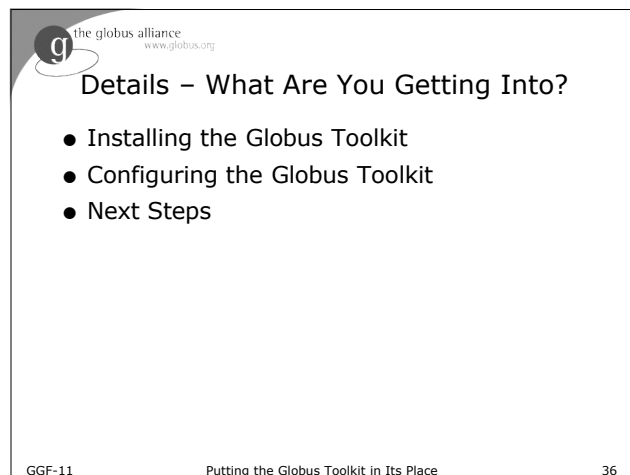 g the globus alliance
www.globus.org
Details – What Are You Getting Into?
● Installing the Globus Toolkit
● Configuring the Globus Toolkit
● Next Steps
GGF-11 Putting the Globus Toolkit in Its Place 36